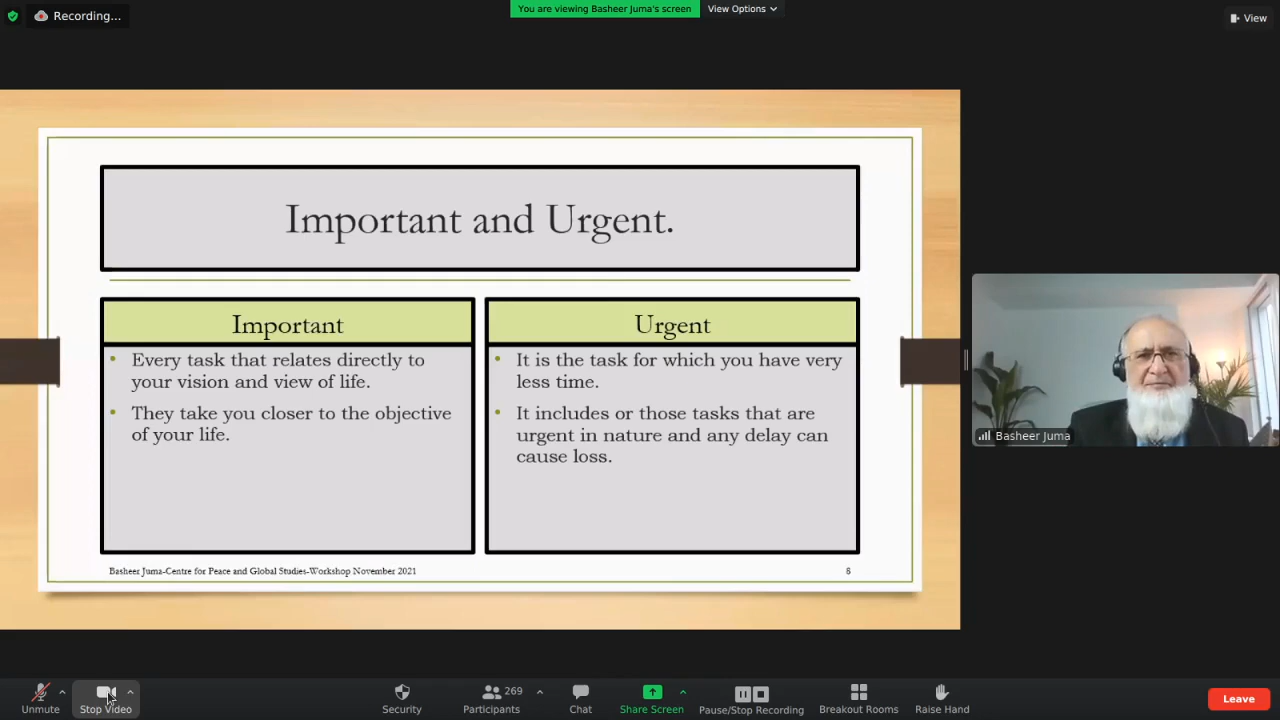 Recording...
You are viewing Basheer Juma's screen
View Options
View
Important and Urgent.
Important
Every task that relates directly to
your vision and view of life.
They take you closer to the objective
of your life.
Urgent
It is the task for which you have very
less time.
It includes or those tasks that are
urgent in nature and any delay can
cause loss.
Basheer Juma-Centre for Peace and Global Studies-Workshop November 2021
Basheer Juma
Unmute
Stop Video
Security
269
Participants
Chat
Share Screen
Pause/Stop Recording
Breakout Rooms
Raise Hand
Leave